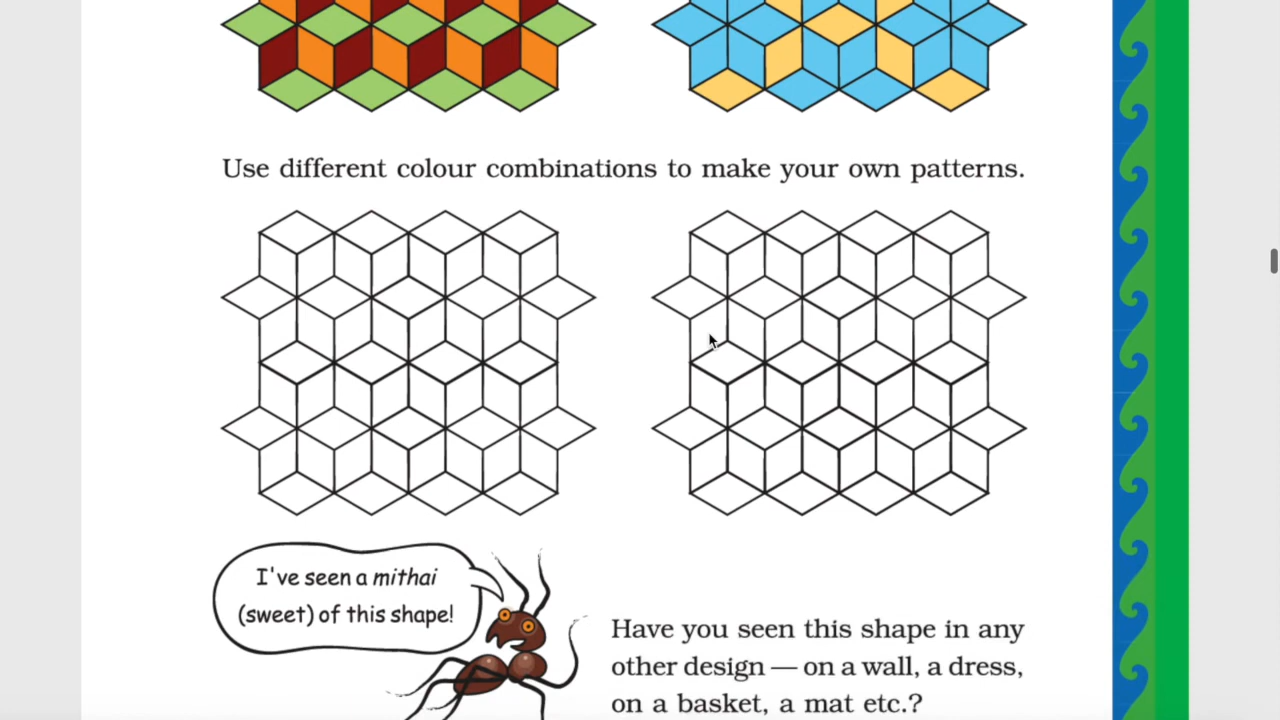 Use different colour combinations to make your own patterns.
I've seen a mithai
(sweet) of this shape!
Have you seen this shape in any
other design — on a wall, a dress,
on a basket, a mat etc.?